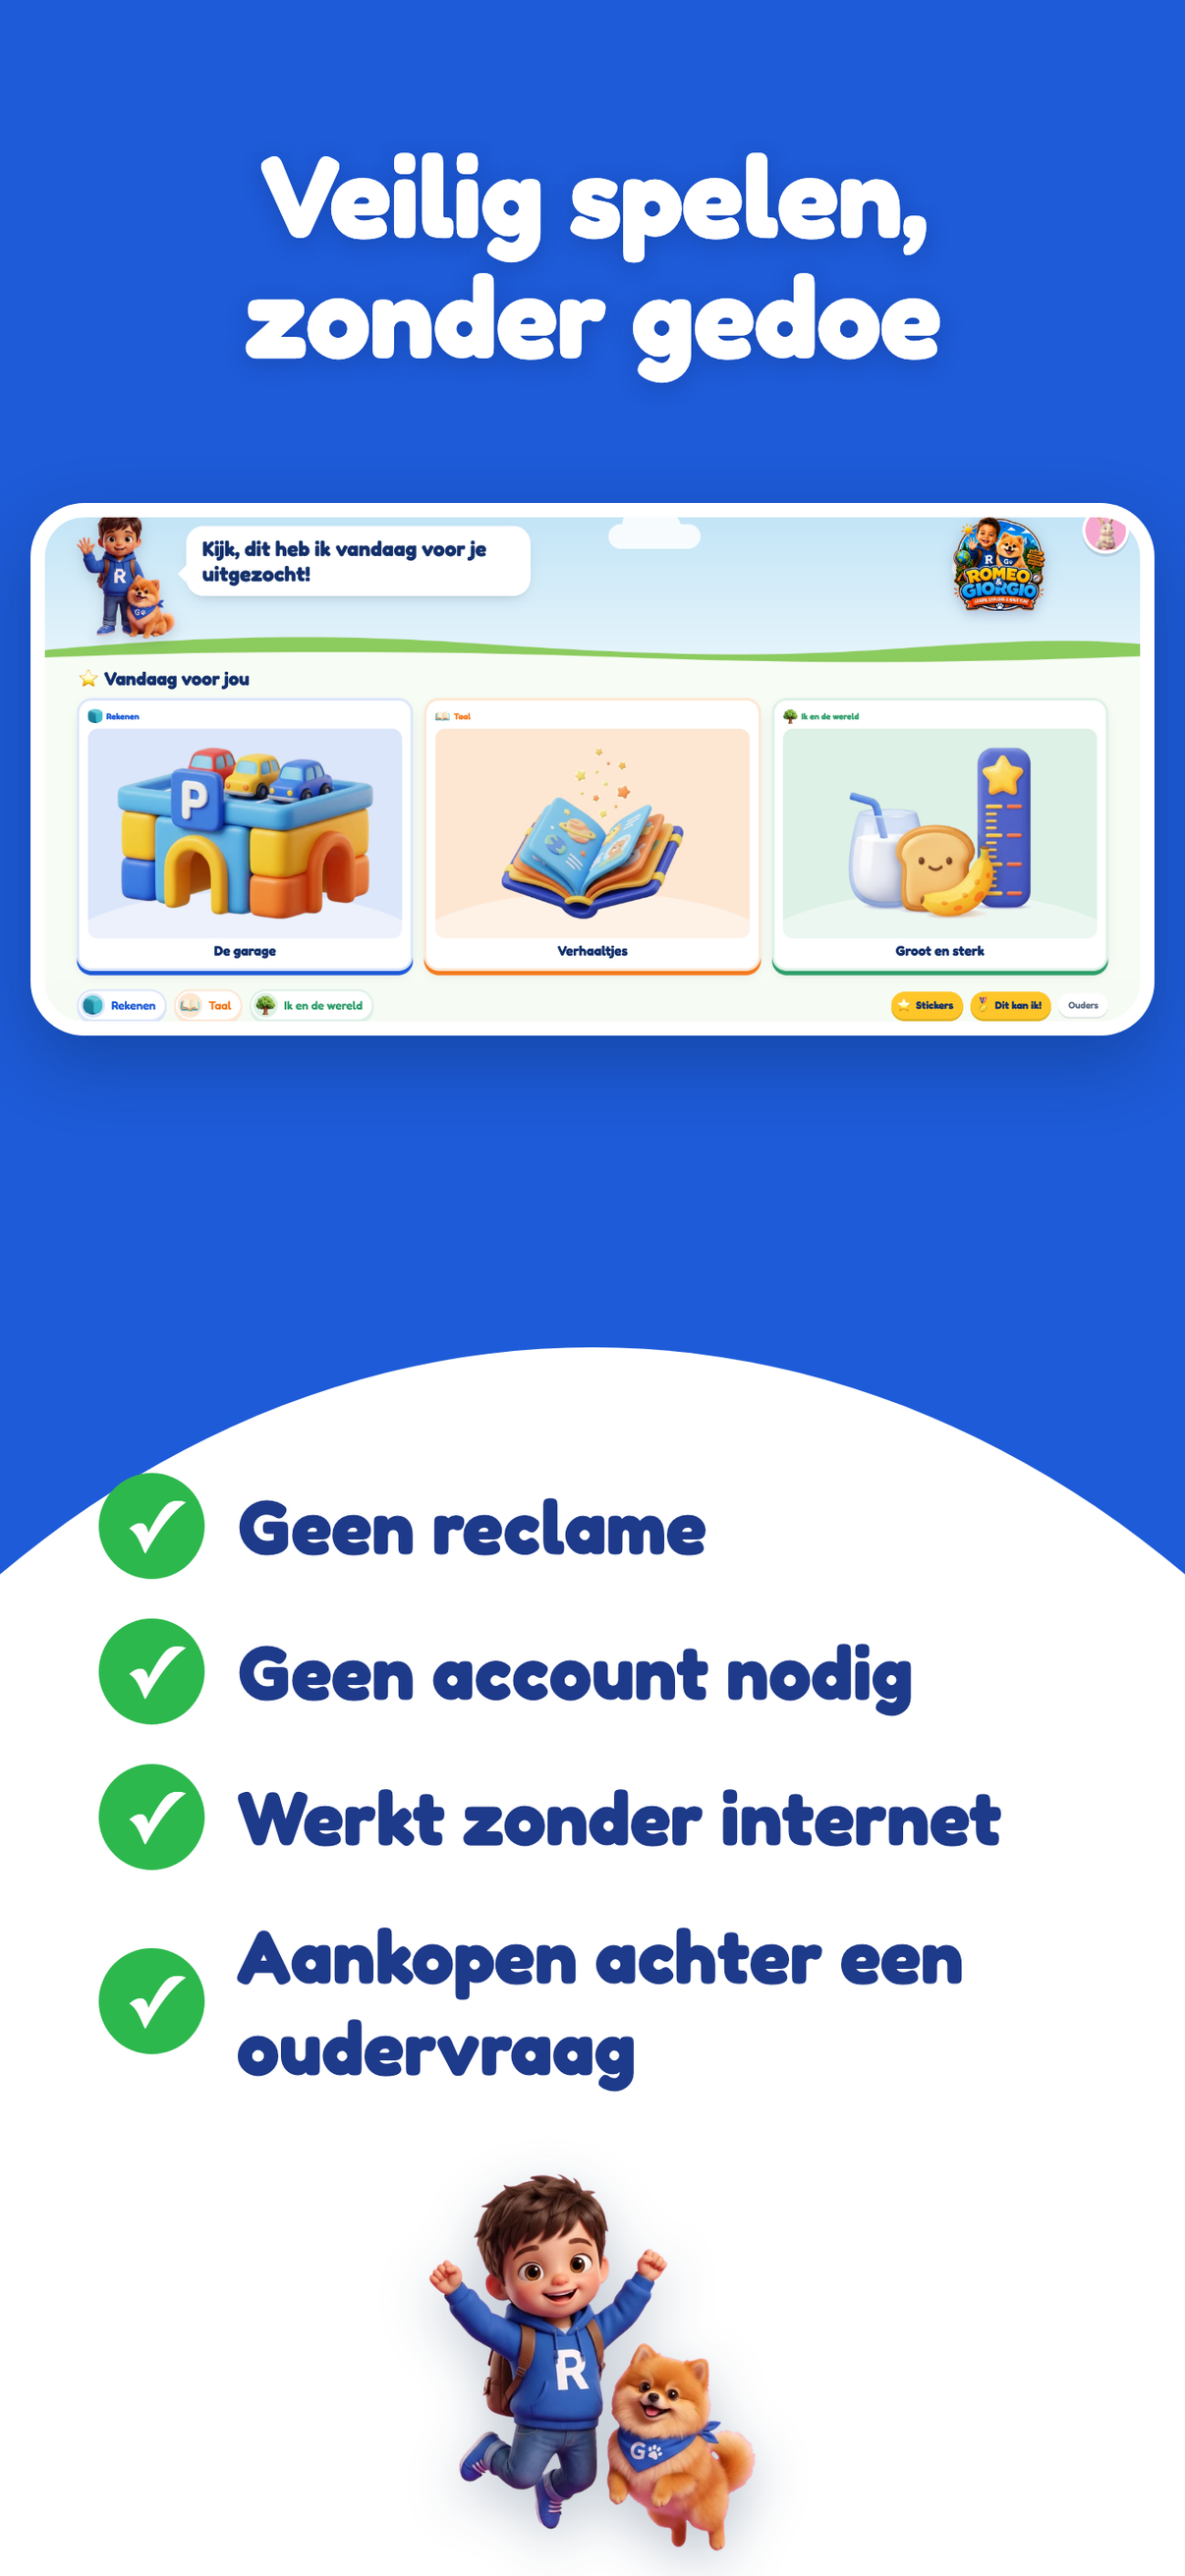 Veilig spelen,
zonder gedoe
Kijk, dit heb ik vandaag voor je
uitgezocht!
R
G
R G
ROMEO
&
GIORGIO
Vandaag voor jou
Rekenen
Taal
Ik en de wereld
P
De garage
Verhaaltjes
Groot en sterk
Rekenen
Taal
Ik en de wereld
Stickers
Dit kan ik!
Ouders
Geen reclame
Geen account nodig
Werkt zonder internet
Aankopen achter een
oudervraag
R
G